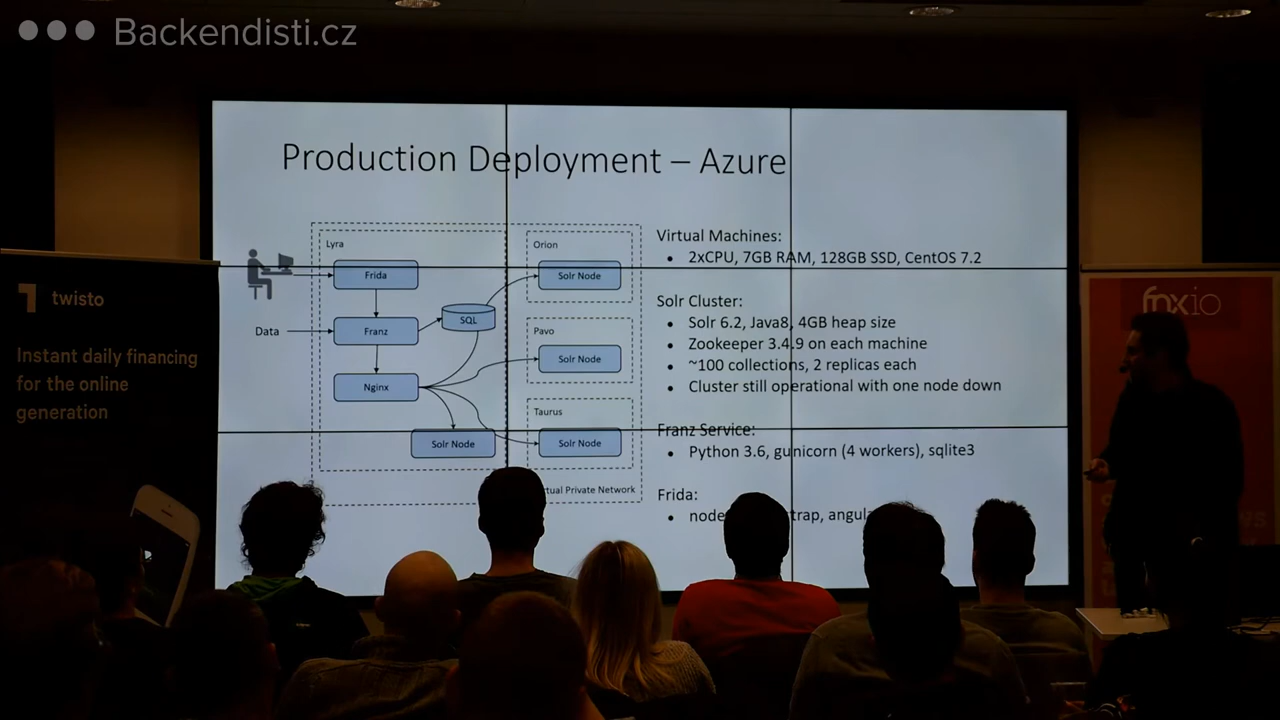 Backendisti.cz
Production Deployment – Azure
Lyra
Frida
Data
Franz
SQL
Nginx
Solr Node
Orion
Solr Node
Pavo
Solr Node
Taurus
Solr Node
Private Network
Virtual Machines:
• 2xCPU, 7GB RAM, 128GB SSD, CentOS 7.2
Solr Cluster:
• Solr 6.2, Java8, 4GB heap size
• Zookeeper 3.4.9 on each machine
• ~100 collections, 2 replicas each
• Cluster still operational with one node down
Franz Service:
• Python 3.6, gunicorn (4 workers), sqlite3
Frida:
•
twisto
Instant daily financing
for the online
generation
fnxio